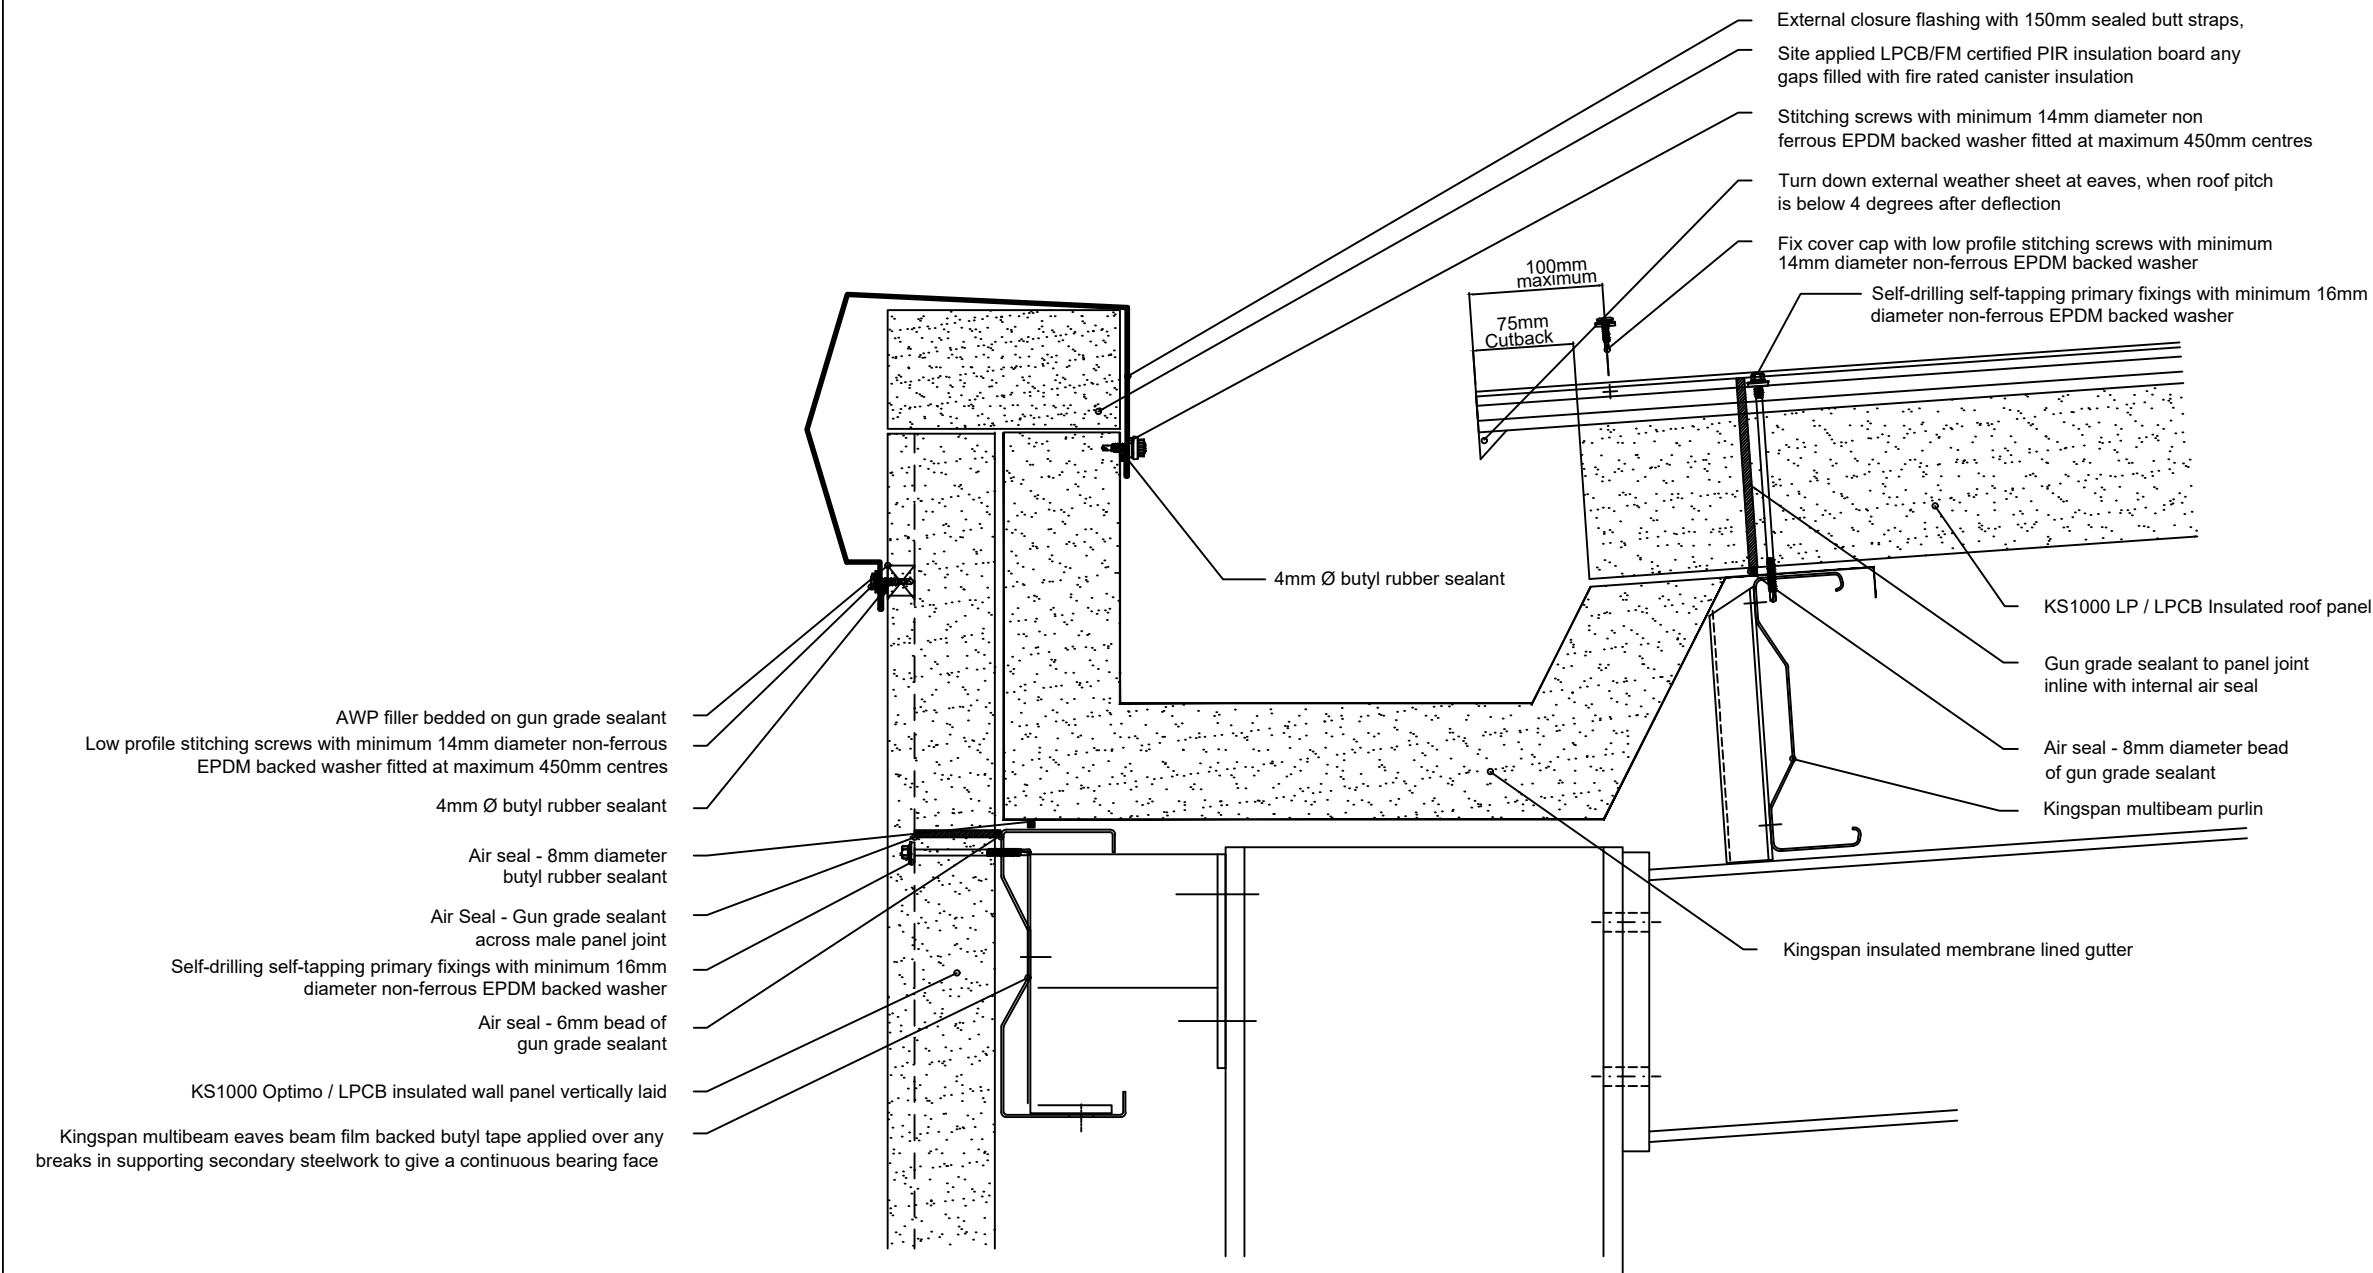 External closure flashing with 150mm sealed butt straps,
Site applied LPCB/FM certified PIR insulation board any
gaps filled with fire rated canister insulation
Stitching screws with minimum 14mm diameter non
ferrous EPDM backed washer fitted at maximum 450mm centres
Turn down external weather sheet at eaves, when roof pitch
is below 4 degrees after deflection
Fix cover cap with low profile stitching screws with minimum
14mm diameter non-ferrous EPDM backed washer
Self-drilling self-tapping primary fixings with minimum 16mm
diameter non-ferrous EPDM backed washer
100mm
maximum
75mm
Cutback
4mm Ø butyl rubber sealant
KS1000 LP / LPCB Insulated roof panel
Gun grade sealant to panel joint
inline with internal air seal
Air seal - 8mm diameter bead
of gun grade sealant
Kingspan multibeam purlin
Kingspan insulated membrane lined gutter
AWP filler bedded on gun grade sealant
Low profile stitching screws with minimum 14mm diameter non-ferrous
EPDM backed washer fitted at maximum 450mm centres
4mm Ø butyl rubber sealant
Air seal - 8mm diameter
butyl rubber sealant
Air Seal - Gun grade sealant
across male panel joint
Self-drilling self-tapping primary fixings with minimum 16mm
diameter non-ferrous EPDM backed washer
Air seal - 6mm bead of
gun grade sealant
KS1000 Optimo / LPCB insulated wall panel vertically laid
Kingspan multibeam eaves beam film backed butyl tape applied over any
breaks in supporting secondary steelwork to give a continuous bearing face